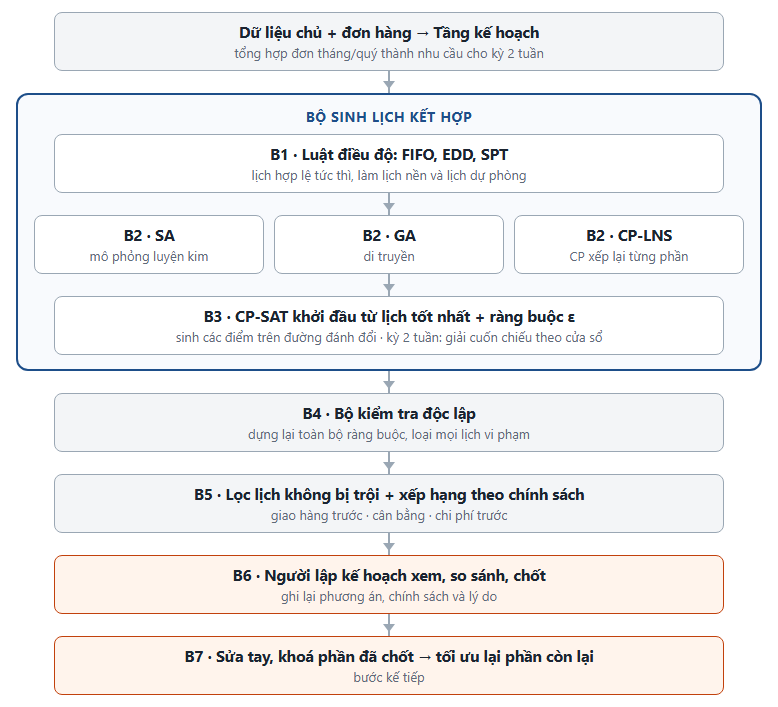 Dữ liệu chủ + đơn hàng → Tầng kế hoạch
tổng hợp đơn tháng/quý thành nhu cầu cho kỳ 2 tuần
BỘ SINH LỊCH KẾT HỢP
B1 · Luật điều độ: FIFO, EDD, SPT
lịch hợp lệ tức thì, làm lịch nền và lịch dự phòng
B2 · SA
mô phỏng luyện kim
B2 · GA
di truyền
B2 · CP-LNS
CP xếp lại từng phần
B3 · CP-SAT khởi đầu từ lịch tốt nhất + ràng buộc ε
sinh các điểm trên đường đánh đổi · kỳ 2 tuần: giải cuốn chiếu theo cửa sổ
B4 · Bộ kiểm tra độc lập
dựng lại toàn bộ ràng buộc, loại mọi lịch vi phạm
B5 · Lọc lịch không bị trội + xếp hạng theo chính sách
giao hàng trước · cân bằng · chi phí trước
B6 · Người lập kế hoạch xem, so sánh, chốt
ghi lại phương án, chính sách và lý do
B7 · Sửa tay, khoá phần đã chốt → tối ưu lại phần còn lại
bước kế tiếp